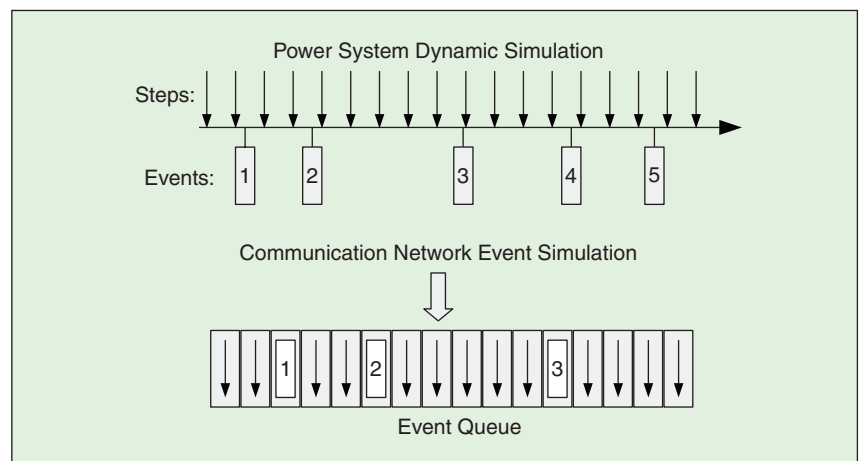 Power System Dynamic Simulation
Steps:
Events:
1 2 3 4 5
Communication Network Event Simulation
1 2 3
Event Queue